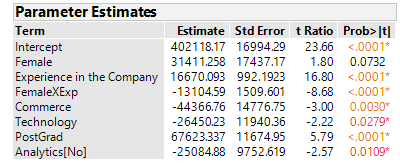 Parameter Estimates
Term Estimate Std Error t Ratio Prob>|t|
Intercept 402118.17 16994.29 23.66 <.0001*
Female 31411.258 17437.17 1.80 0.0732
Experience in the Company 16670.093 992.1923 16.80 <.0001*
FemaleXExp -13104.59 1509.601 -8.68 <.0001*
Commerce -44366.76 14776.75 -3.00 0.0030*
Technology -26450.23 11940.36 -2.22 0.0279*
PostGrad 67623.337 11674.95 5.79 <.0001*
Analytics[No] -25084.88 9752.619 -2.57 0.0109*